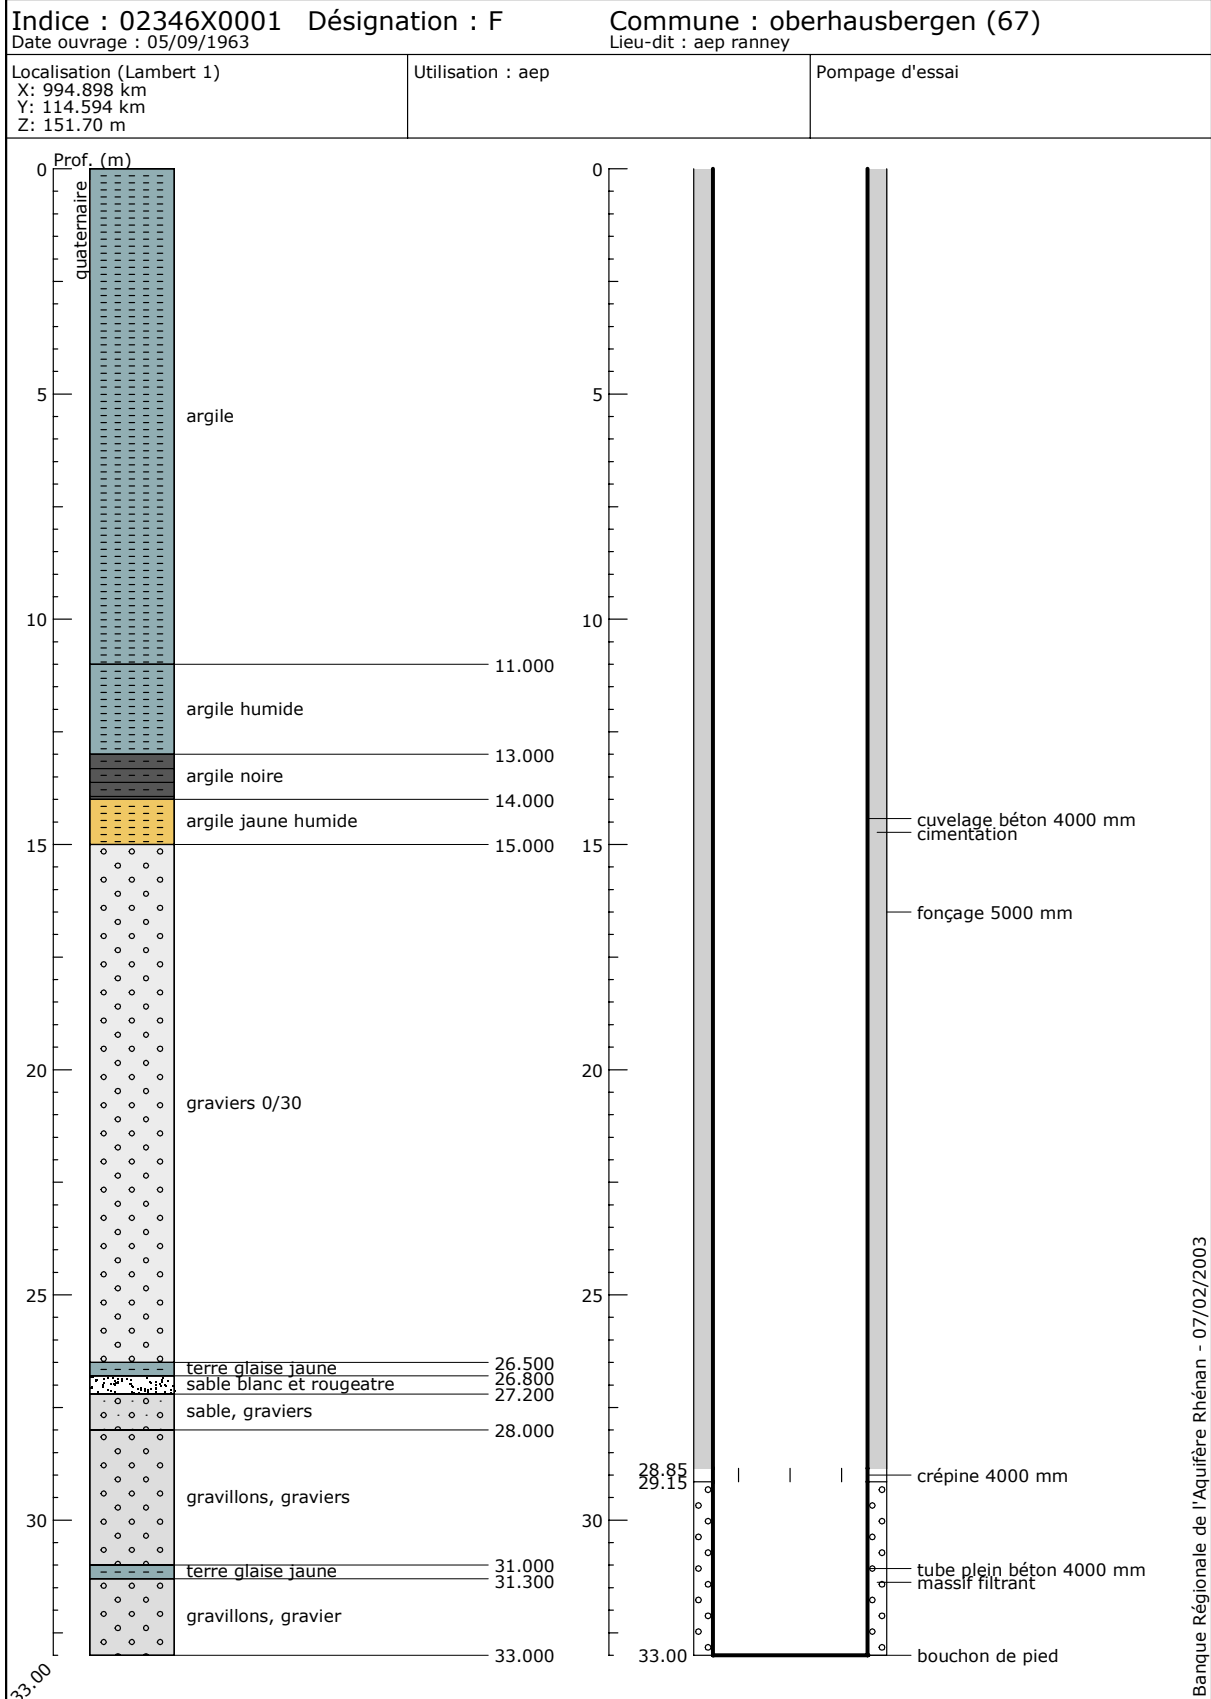 Indice : 02346X0001 Désignation : F
Date ouvrage : 05/09/1963
Commune : oberhausbergen (67)
Lieu-dit : aep ranney
Localisation (Lambert 1)
X: 994.898 km
Y: 114.594 km
Z: 151.70 m
Utilisation : aep
Pompage d'essai
Prof. (m)
quaternaire
0
5
10
15
20
25
30
33.00
argile
11.000
argile humide
13.000
argile noire
14.000
argile jaune humide
15.000
graviers 0/30
26.500
terre glaise jaune
26.800
sable blanc et rougeatre
27.200
sable, graviers
28.000
gravillons, graviers
31.000
terre glaise jaune
31.300
gravillons, gravier
33.000
0
5
10
15
20
25
28.85
29.15
30
33.00
cuvelage béton 4000 mm
cimentation
fonçage 5000 mm
crépine 4000 mm
tube plein béton 4000 mm
massif filtrant
bouchon de pied
Banque Régionale de l'Aquifère Rhénan - 07/02/2003